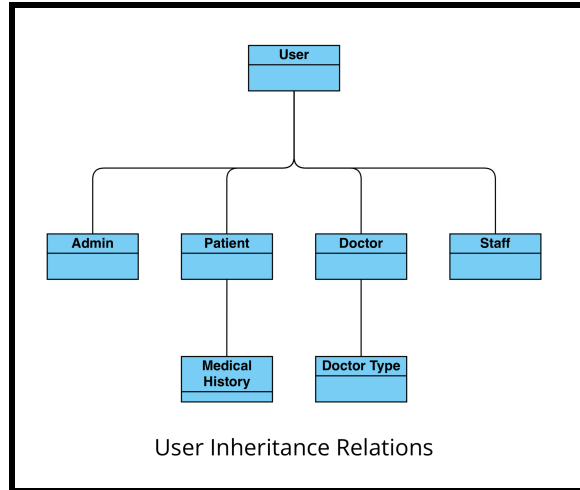 User
Admin
Patient
Doctor
Staff
Medical
History
Doctor Type
User Inheritance Relations